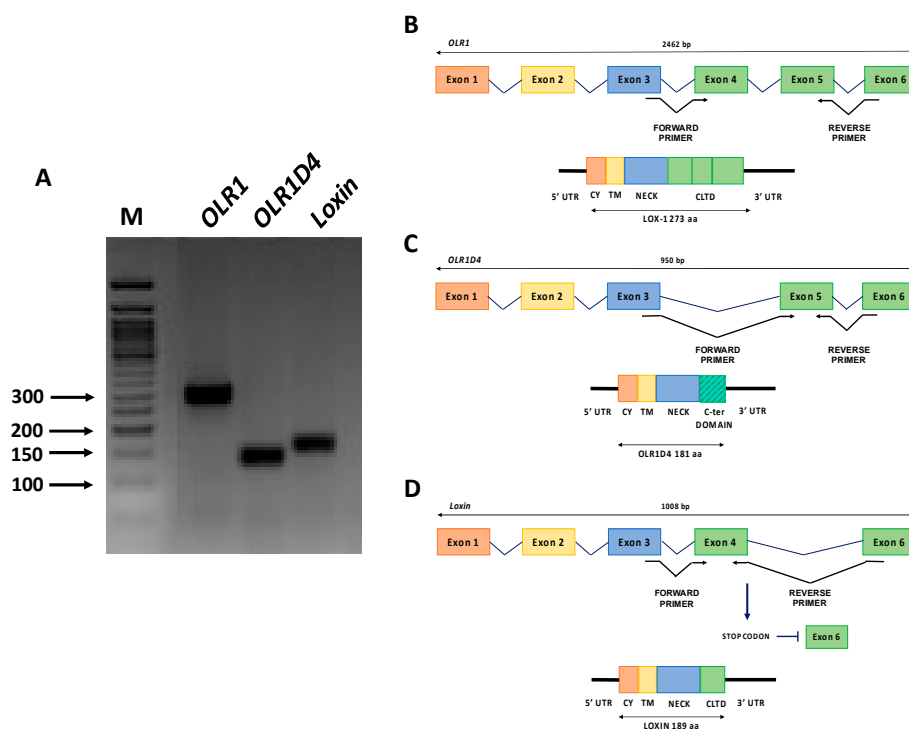 A
M
OLR1
OLR1D4
Loxin
300
200
150
100
B
OLR1
2462 bp
Exon 1
Exon 2
Exon 3
Exon 4
Exon 5
Exon 6
FORWARD
PRIMER
REVERSE
PRIMER
5' UTR
CY
TM
NECK
CLTD
3' UTR
LOX-1 273 aa
C
OLR1D4
950 bp
Exon 1
Exon 2
Exon 3
Exon 5
Exon 6
FORWARD
PRIMER
REVERSE
PRIMER
5' UTR
CY
TM
NECK
C-ter
DOMAIN
3' UTR
OLR1D4 181 aa
D
Loxin
1008 bp
Exon 1
Exon 2
Exon 3
Exon 4
Exon 6
FORWARD
PRIMER
REVERSE
PRIMER
STOP CODON
Exon 6
5' UTR
CY
TM
NECK
CLTD
3' UTR
LOXIN 189 aa